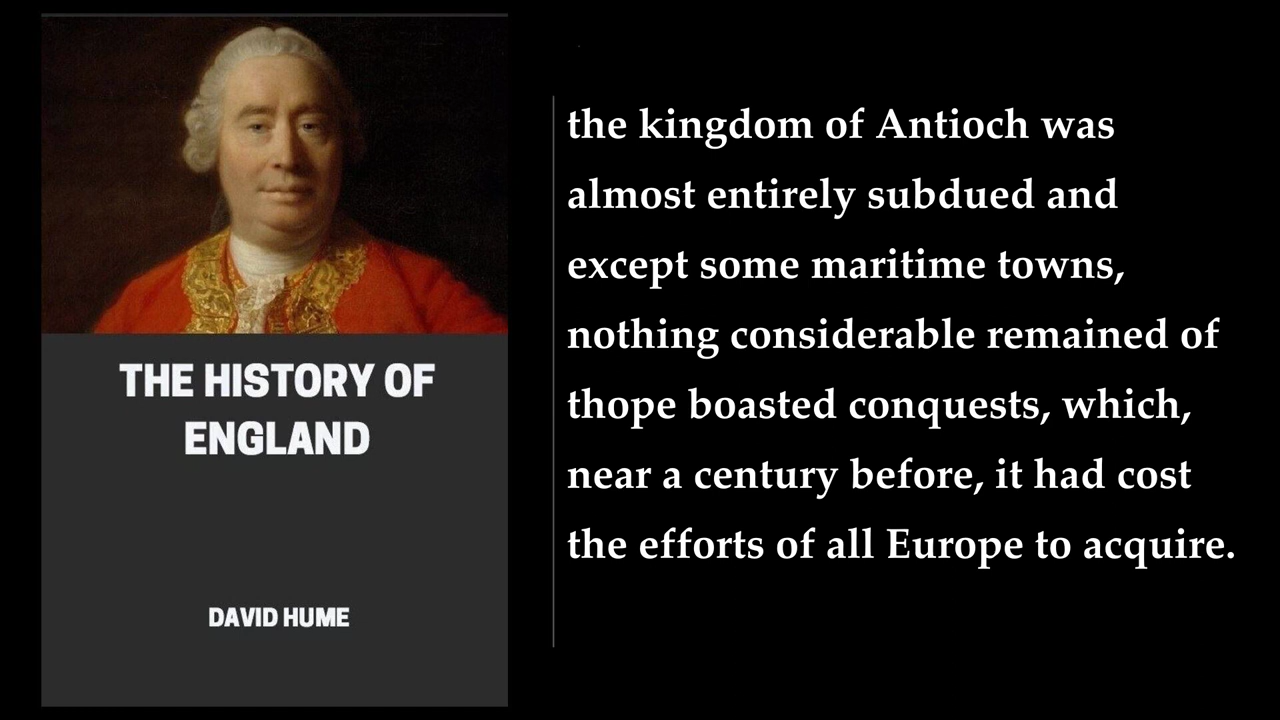 THE HISTORY OF
ENGLAND
DAVID HUME
the kingdom of Antioch was
almost entirely subdued and
except some maritime towns,
nothing considerable remained of
thope boasted conquests, which,
near a century before, it had cost
the efforts of all Europe to acquire.